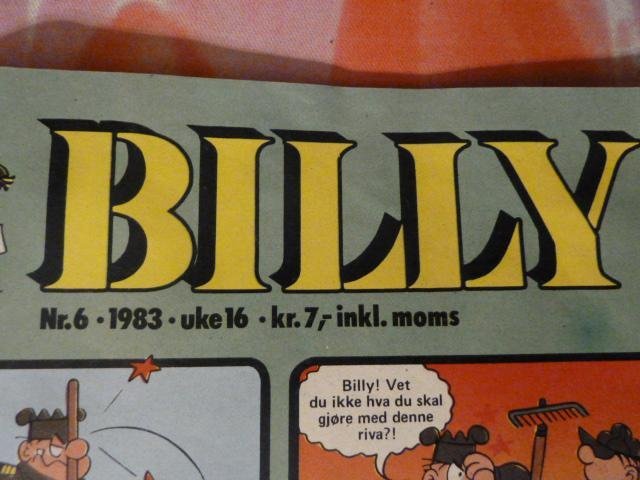 BILLY
Nr.6 · 1983 · uke 16 · kr. 7,- inkl. moms
Billy! Vet
du ikke hva du skal
gjøre med denne
riva?!